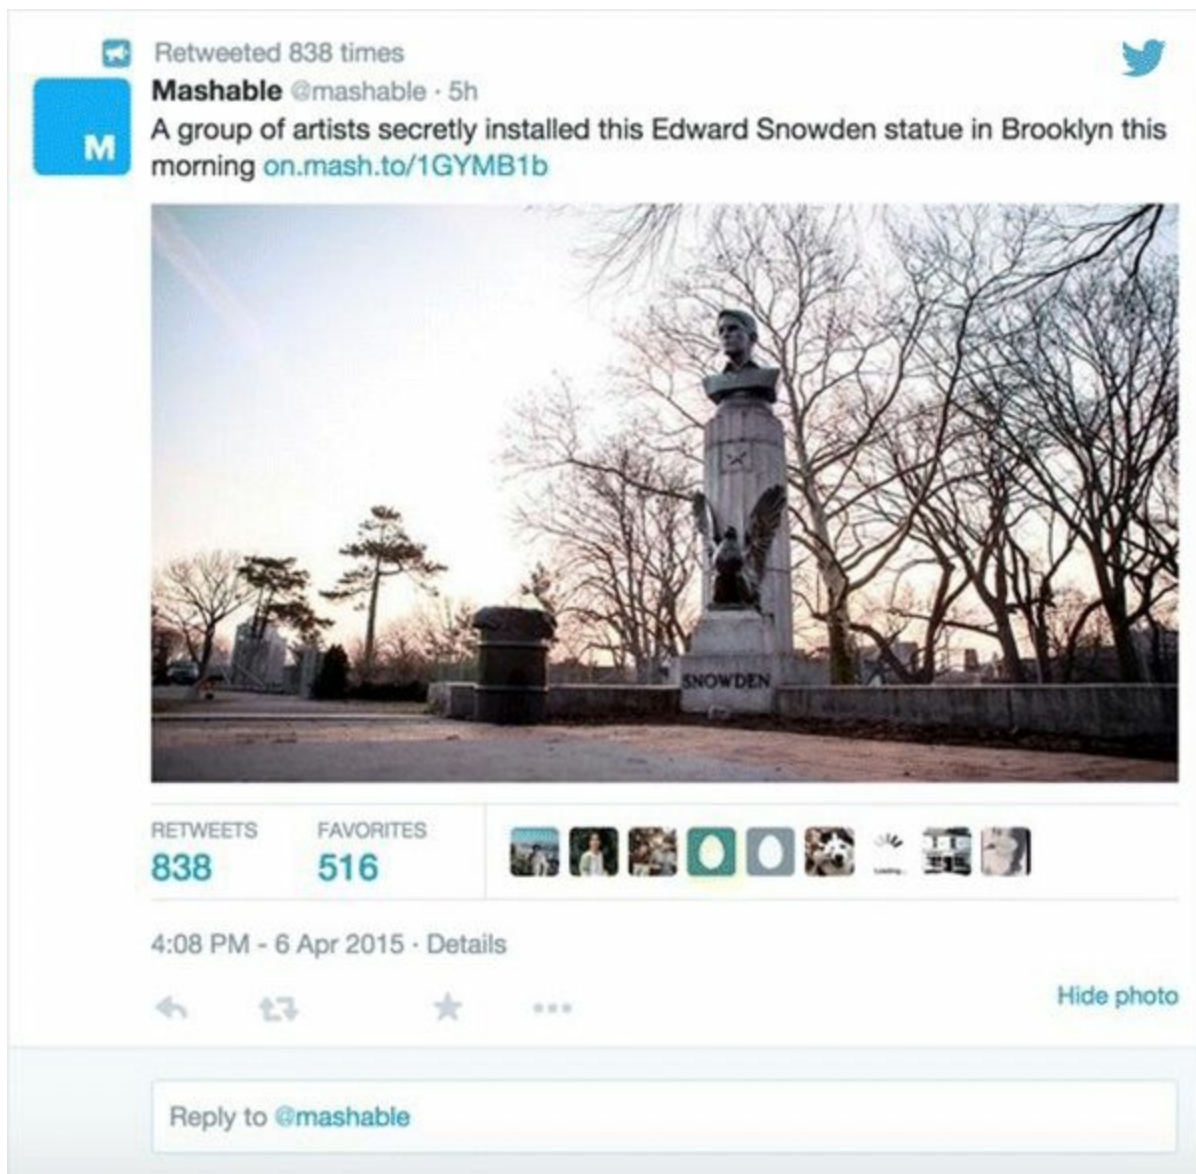 Retweeted 838 times
Mashable @mashable · 5h
M
A group of artists secretly installed this Edward Snowden statue in Brooklyn this
morning on.mash.to/1GYMB1b
SNOWDEN
RETWEETS FAVORITES
838 516
4:08 PM - 6 Apr 2015 · Details
Hide photo
Reply to @mashable